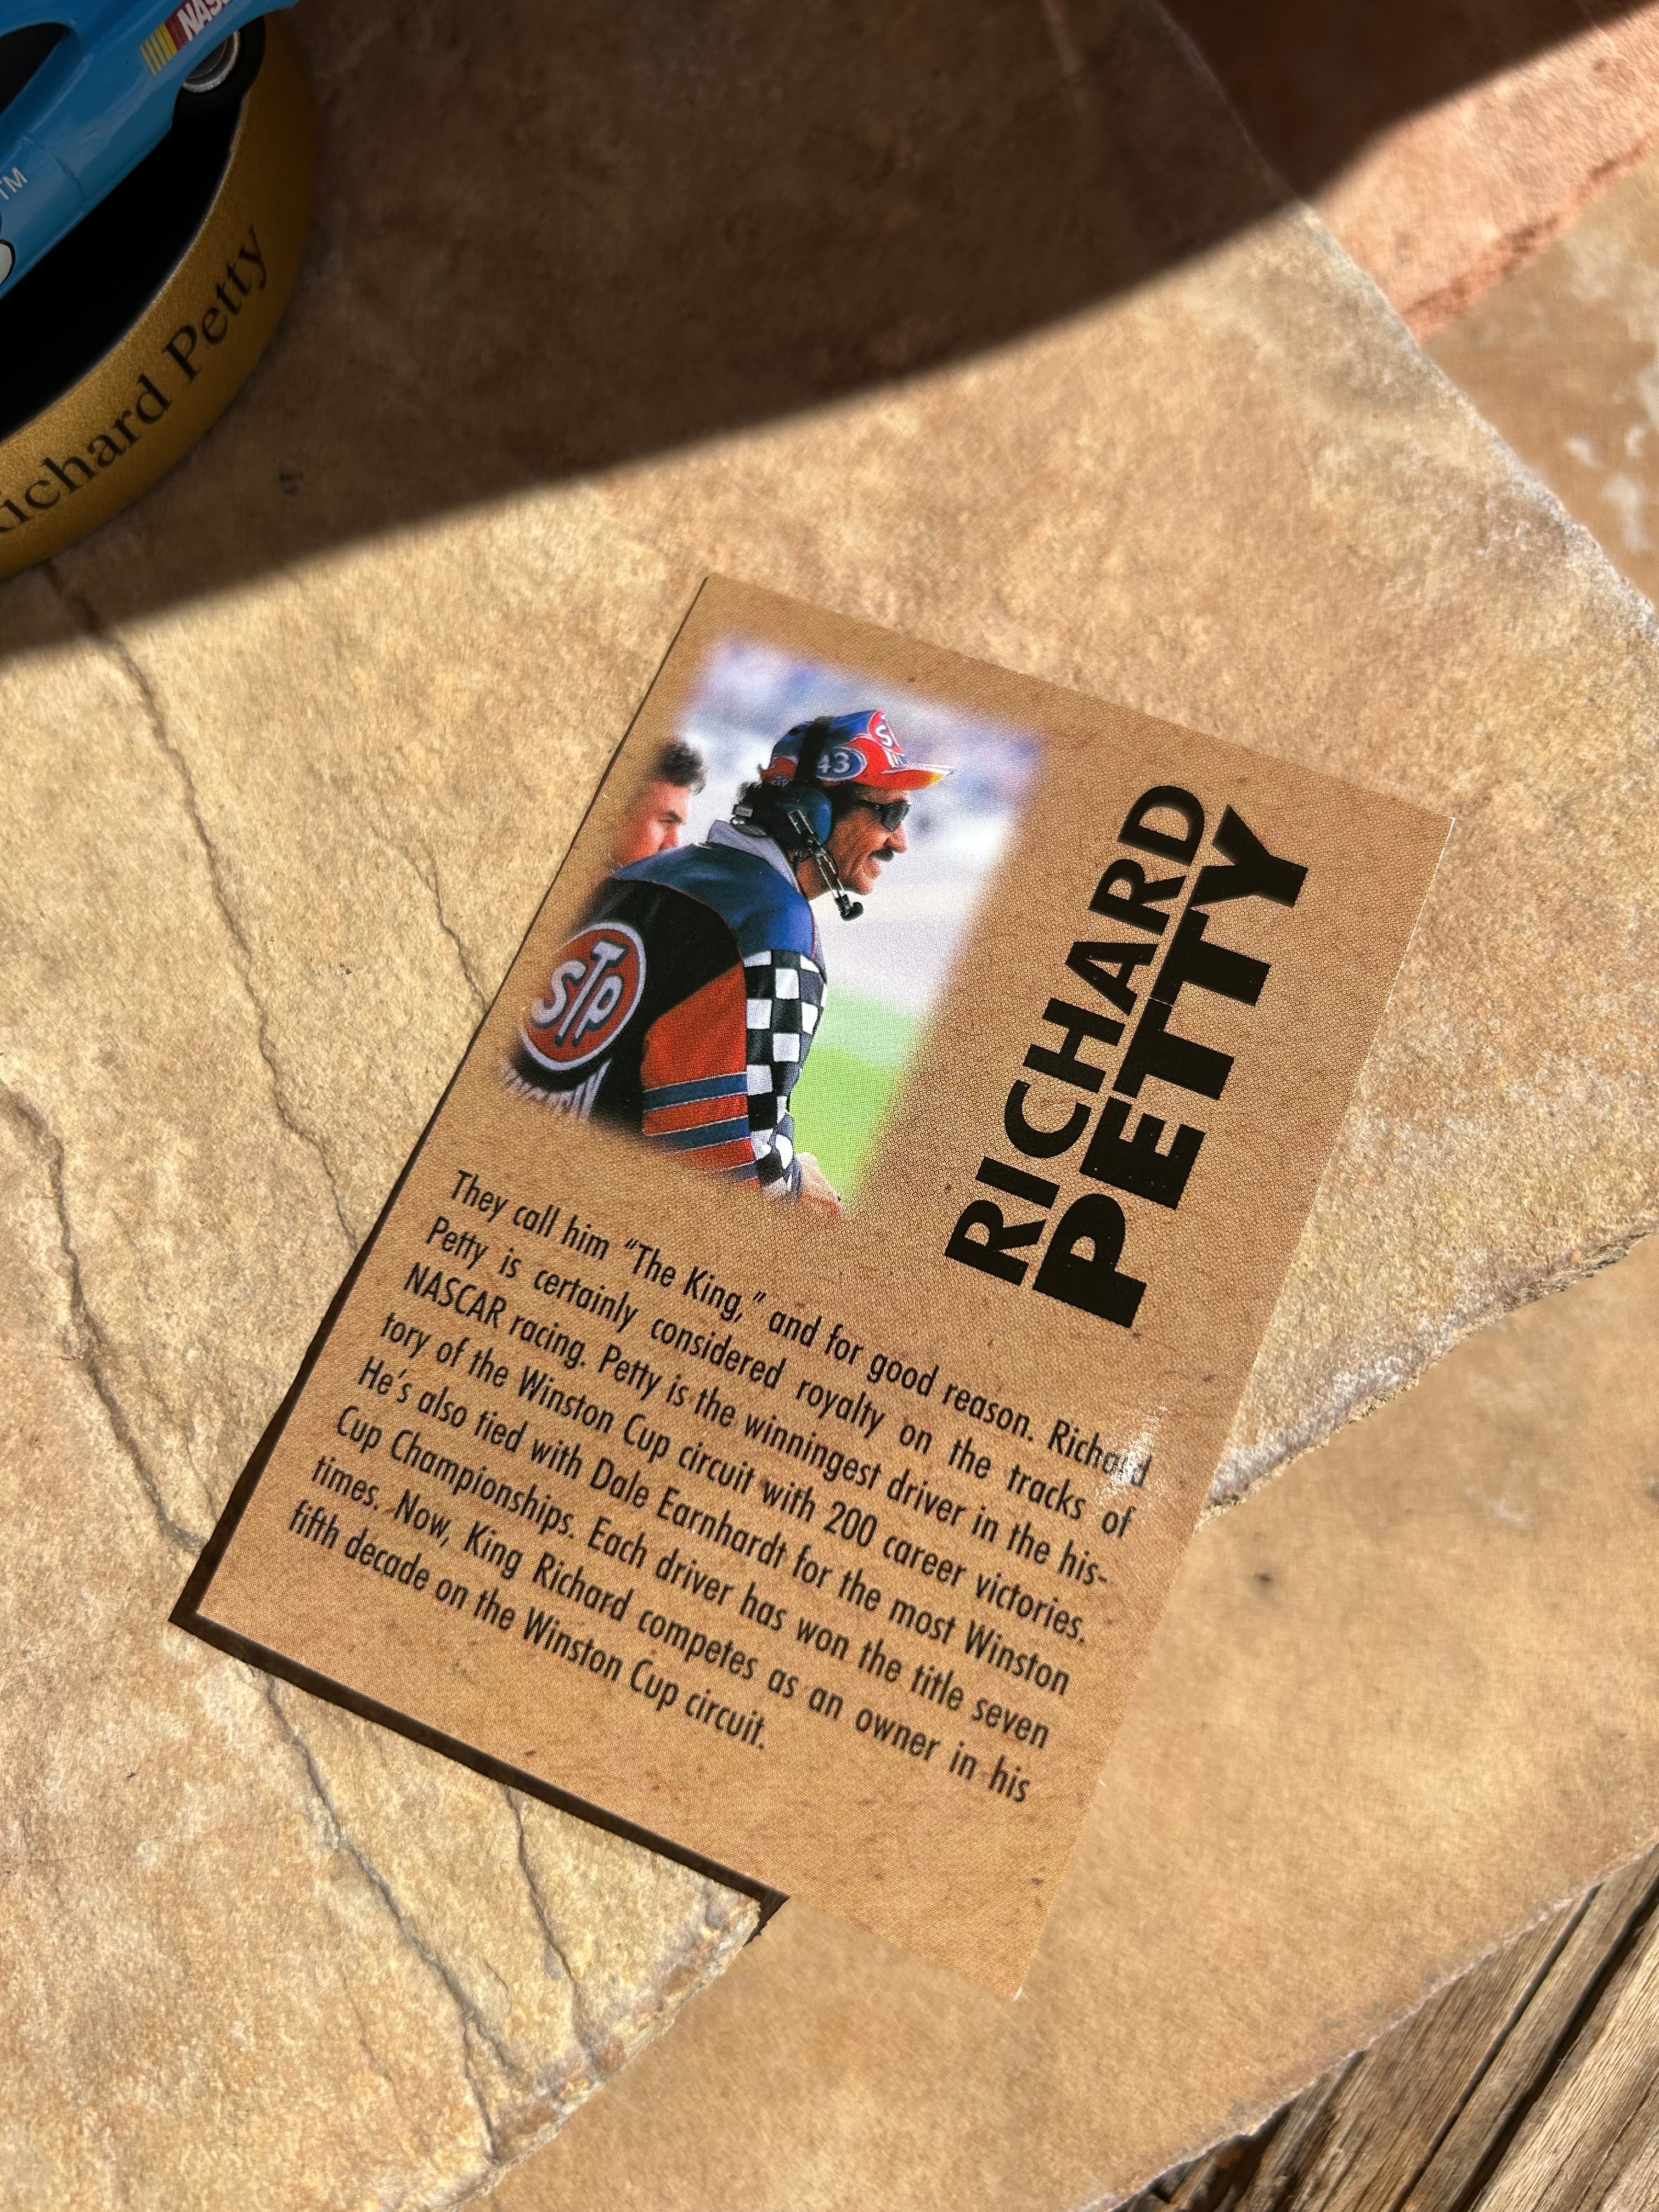 NAS
TM
Richard Petty
S
43
STP
RICHARD
PETTY
They call him “The King,” and for good reason. Richard
Petty is certainly considered royalty on the tracks of
NASCAR racing. Petty is the winningest driver in the his-
tory of the Winston Cup circuit with 200 career victories.
He's also tied with Dale Earnhardt for the most Winston
Cup Championships. Each driver has won the title seven
times. Now, King Richard competes as an owner in his
fifth decade on the Winston Cup circuit.